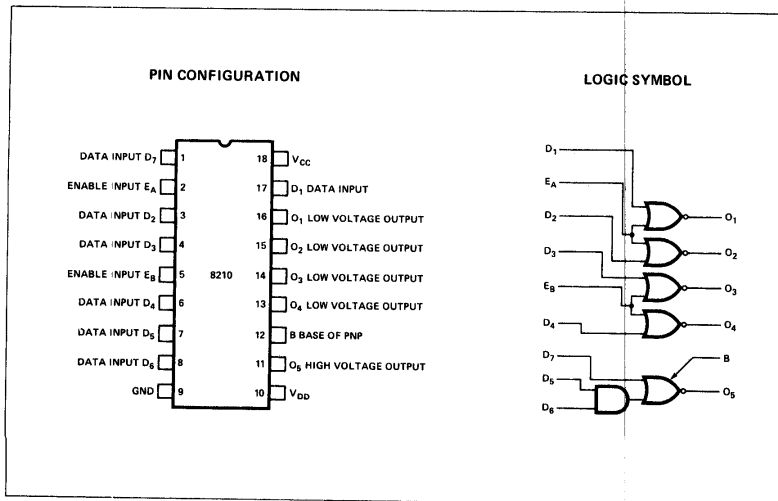 PIN CONFIGURATION
DATA INPUT D7 1
ENABLE INPUT EA 2
DATA INPUT D2 3
DATA INPUT D3 4
ENABLE INPUT EB 5
DATA INPUT D4 6
DATA INPUT D5 7
DATA INPUT D6 8
GND 9
8210
18 VCC
17 D1 DATA INPUT
16 O1 LOW VOLTAGE OUTPUT
15 O2 LOW VOLTAGE OUTPUT
14 O3 LOW VOLTAGE OUTPUT
13 O4 LOW VOLTAGE OUTPUT
12 B BASE OF PNP
11 O5 HIGH VOLTAGE OUTPUT
10 VDD
LOGIC SYMBOL
D1
EA
D2
D3
EB
D4
D7
D5
D6
O1
O2
O3
O4
B
O5